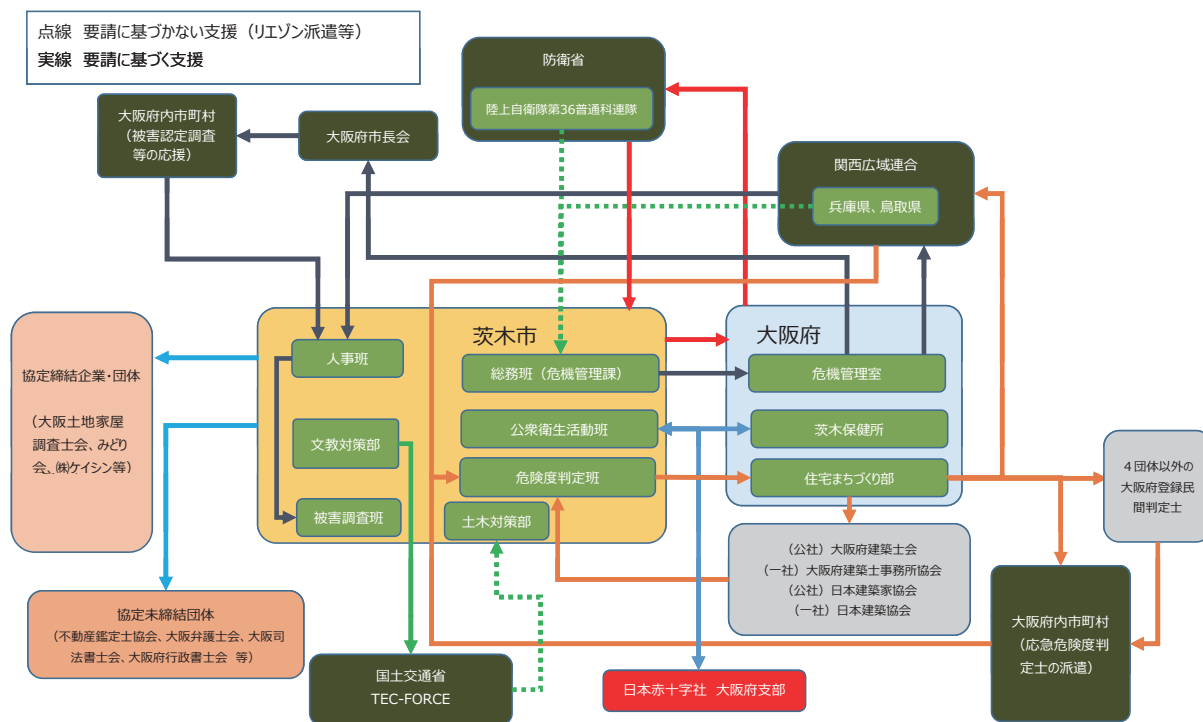 点線　要請に基づかない支援（リエゾン派遣等）
実線　要請に基づく支援
防衛省
陸上自衛隊第36普通科連隊
大阪府内市町村
（被害認定調査
等の応援）
大阪府市長会
関西広域連合
兵庫県、鳥取県
茨木市
大阪府
人事班
総務班（危機管理課）
危機管理室
協定締結企業・団体
（大阪土地家屋
調査士会、みどり
会、㈱ケイシン等）
文教対策部
公衆衛生活動班
茨木保健所
危険度判定班
住宅まちづくり部
４団体以外の
大阪府登録民
間判定士
被害調査班
土木対策部
（公社）大阪府建築士会
（一社）大阪府建築士事務所協会
（公社）日本建築家協会
（一社）日本建築協会
協定未締結団体
（不動産鑑定士協会、大阪弁護士会、大阪司
法書士会、大阪府行政書士会　等）
大阪府内市町村
（応急危険度判
定士の派遣）
国土交通省
TEC-FORCE
日本赤十字社　大阪府支部